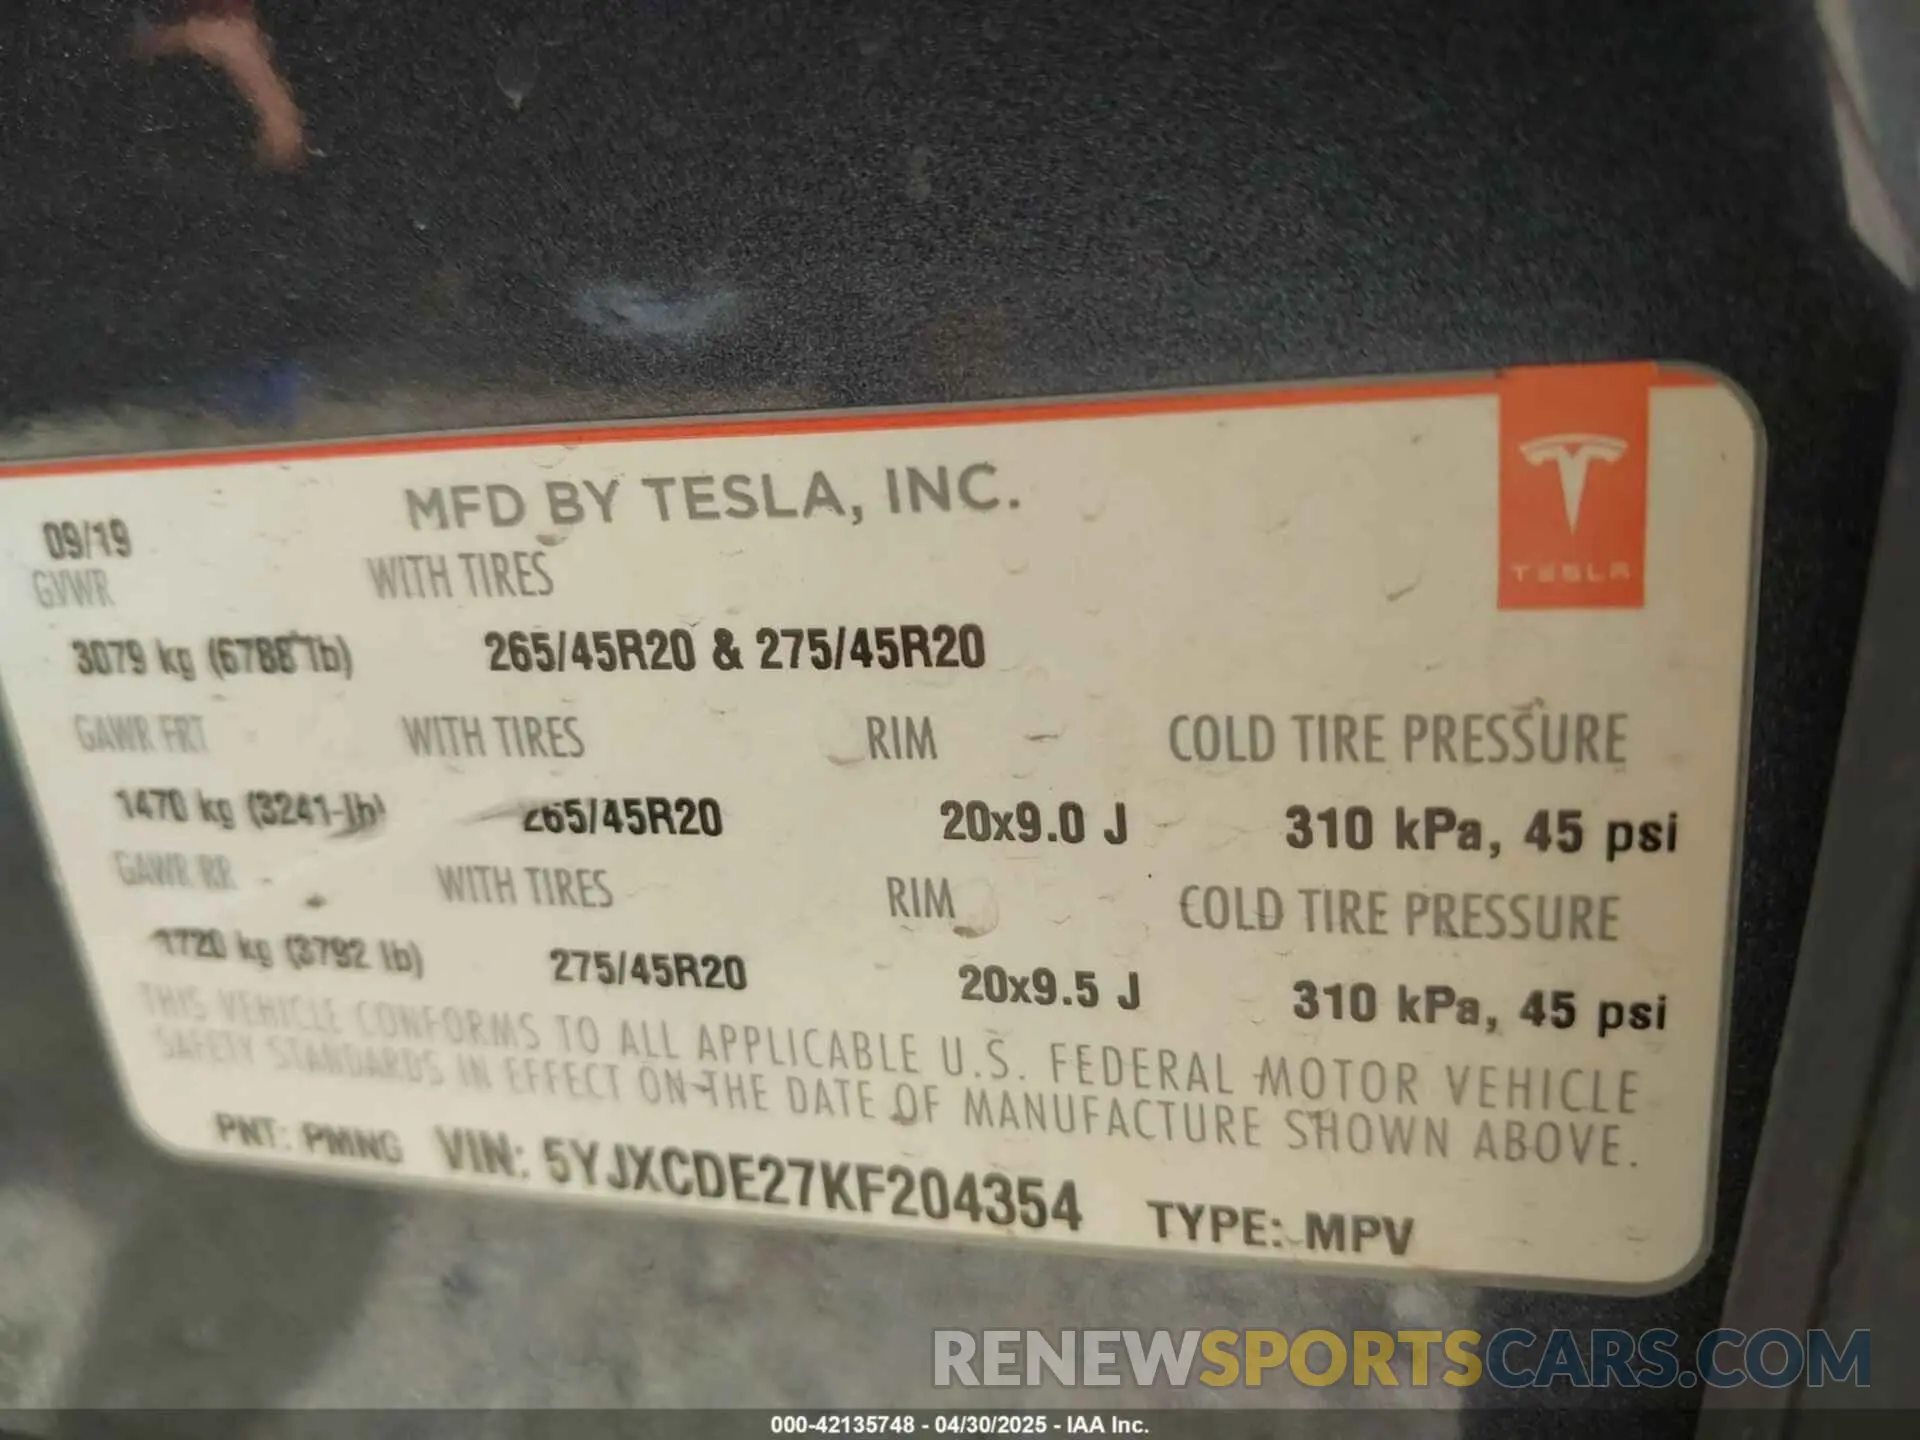 MFD BY TESLA, INC.
TESLA
09/19
GVWR WITH TIRES
3079 kg (6788 lb) 265/45R20 & 275/45R20
GAWR FRT WITH TIRES RIM COLD TIRE PRESSURE
1470 kg (3241 lb) 265/45R20 20x9.0 J 310 kPa, 45 psi
GAWR RR WITH TIRES RIM COLD TIRE PRESSURE
1720 kg (3792 lb) 275/45R20 20x9.5 J 310 kPa, 45 psi
THIS VEHICLE CONFORMS TO ALL APPLICABLE U.S. FEDERAL MOTOR VEHICLE
SAFETY STANDARDS IN EFFECT ON THE DATE OF MANUFACTURE SHOWN ABOVE.
PNT: PMNG VIN: 5YJXCDE27KF204354 TYPE: MPV
RENEWSPORTSCARS.COM
000-42135748 - 04/30/2025 - IAA Inc.